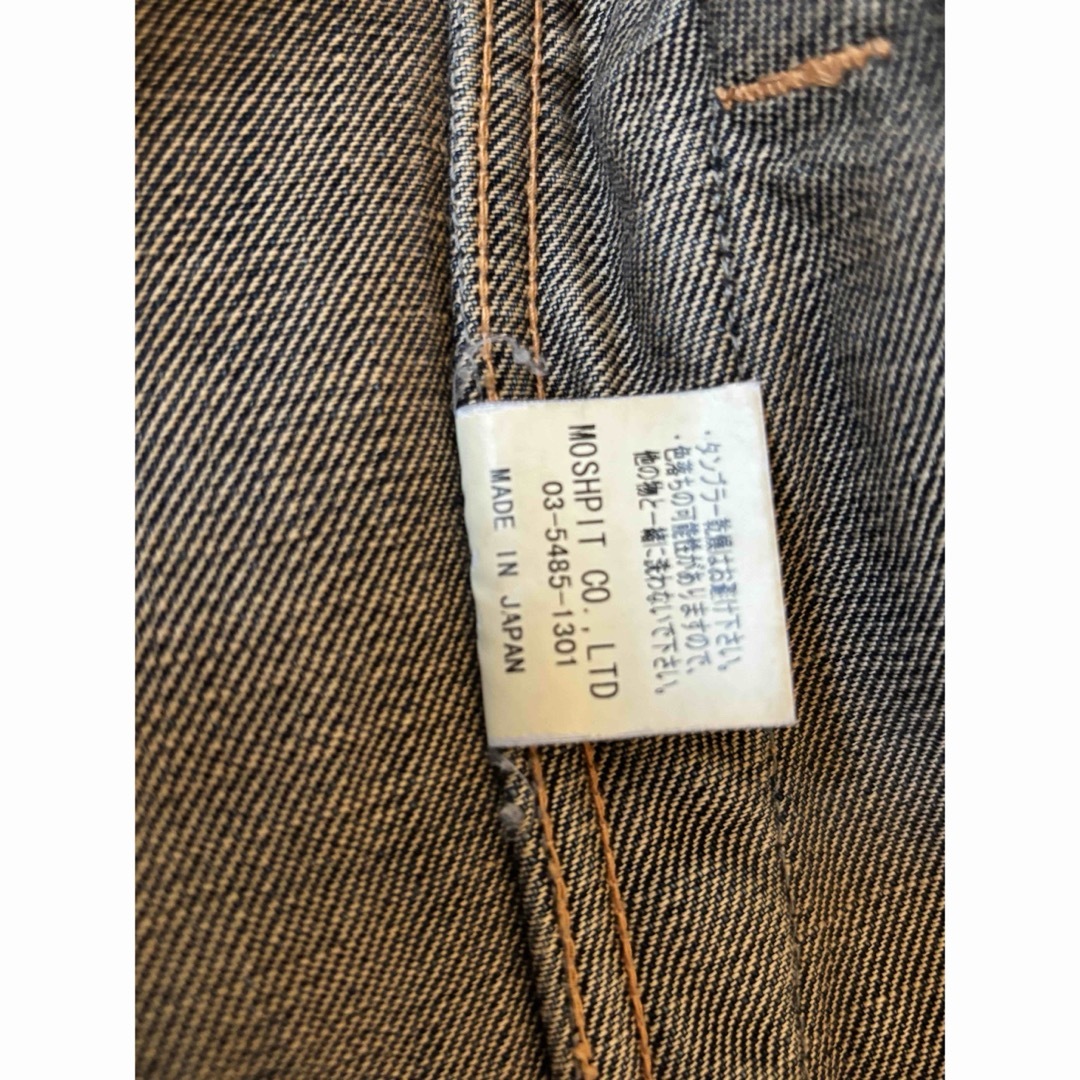 ・タンブラー乾燥はお避け下さい。
・色落ちの可能性がありますので、
他の物と一緒に洗わないで下さい。
MOSHPIT CO.,LTD
03-5485-1301
MADE IN JAPAN